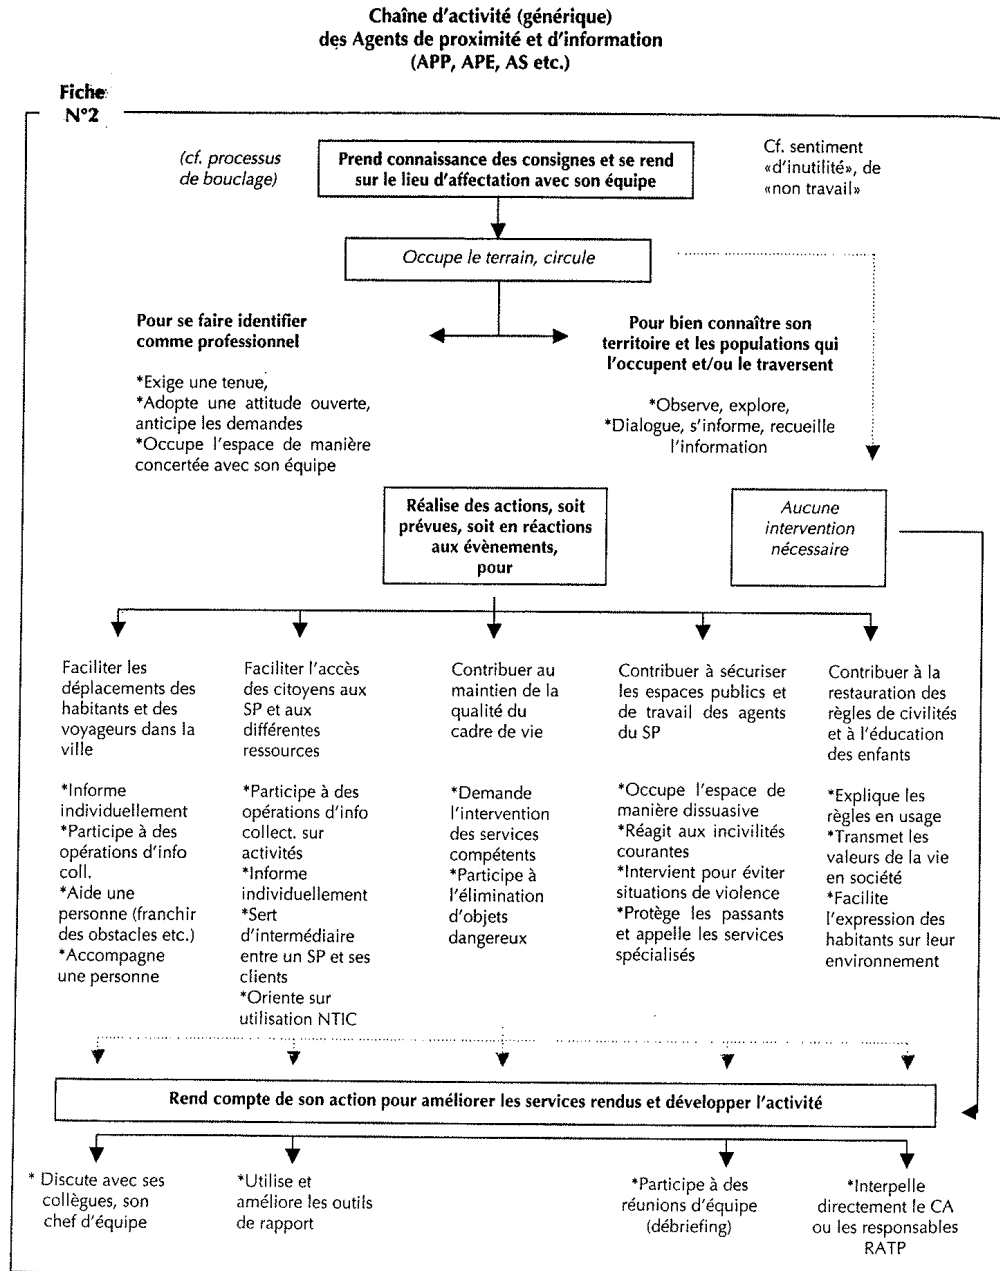 Chaîne d'activité (générique)
des Agents de proximité et d'information
(APP, APE, AS etc.)
Fiche
N°2
(cf. processus
de bouclage)
Prend connaissance des consignes et se rend
sur le lieu d'affectation avec son équipe
Cf. sentiment
«d'inutilité», de
«non travail»
Occupe le terrain, circule
Pour se faire identifier
comme professionnel
*Exige une tenue,
*Adopte une attitude ouverte,
anticipe les demandes
*Occupe l'espace de manière
concertée avec son équipe
Pour bien connaître son
territoire et les populations qui
l'occupent et/ou le traversent
*Observe, explore,
*Dialogue, s'informe, recueille
l'information
Réalise des actions, soit
prévues, soit en réactions
aux évènements,
pour
Aucune
intervention
nécessaire
Faciliter les
déplacements des
habitants et des
voyageurs dans la
ville
*Informe
individuellement
*Participe à des
opérations d'info
coll.
*Aide une
personne (franchir
des obstacles etc.)
*Accompagne
une personne
Faciliter l'accès
des citoyens aux
SP et aux
différentes
ressources
*Participe à des
opérations d'info
collect. sur
activités
*Informe
individuellement
*Sert
d'intermédiaire
entre un SP et ses
clients
*Oriente sur
utilisation NTIC
Contribuer au
maintien de la
qualité du
cadre de vie
*Demande
l'intervention
des services
compétents
*Participe à
l'élimination
d'objets
dangereux
Contribuer à sécuriser
les espaces publics et
de travail des agents
du SP
*Occupe l'espace de
manière dissuasive
*Réagit aux incivilités
courantes
*Intervient pour éviter
situations de violence
*Protège les passants
et appelle les services
spécialisés
Contribuer à la
restauration des
règles de civilités
et à l'éducation
des enfants
*Explique les
règles en usage
*Transmet les
valeurs de la vie
en société
*Facilite
l'expression des
habitants sur leur
environnement
Rend compte de son action pour améliorer les services rendus et développer l'activité
* Discute avec ses
collègues, son
chef d'équipe
*Utilise et
améliore les outils
de rapport
*Participe à des
réunions d'équipe
(débriefing)
*Interpelle
directement le CA
ou les responsables
RATP